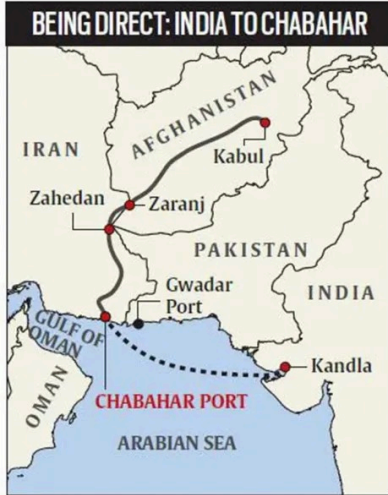 BEING DIRECT: INDIA TO CHABAHAR
AFGHANISTAN
IRAN
Kabul
Zahedan
Zaranj
PAKISTAN
Gwadar
Port
INDIA
GULF OF
OMAN
Kandla
CHABAHAR PORT
OMAN
ARABIAN SEA